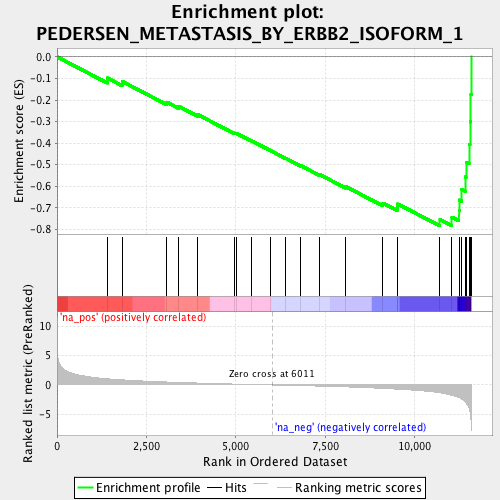 Enrichment plot:
PEDERSEN_METASTASIS_BY_ERBB2_ISOFORM_1
Enrichment score (ES)
0.0
-0.1
-0.2
-0.3
-0.4
-0.5
-0.6
-0.7
-0.8
'na_pos' (positively correlated)
Ranked list metric (PreRanked)
10
5
0
-5
Zero cross at 6011
'na_neg' (negatively correlated)
0
2,500
5,000
7,500
10,000
Rank in Ordered Dataset
Enrichment profile
Hits
Ranking metric scores